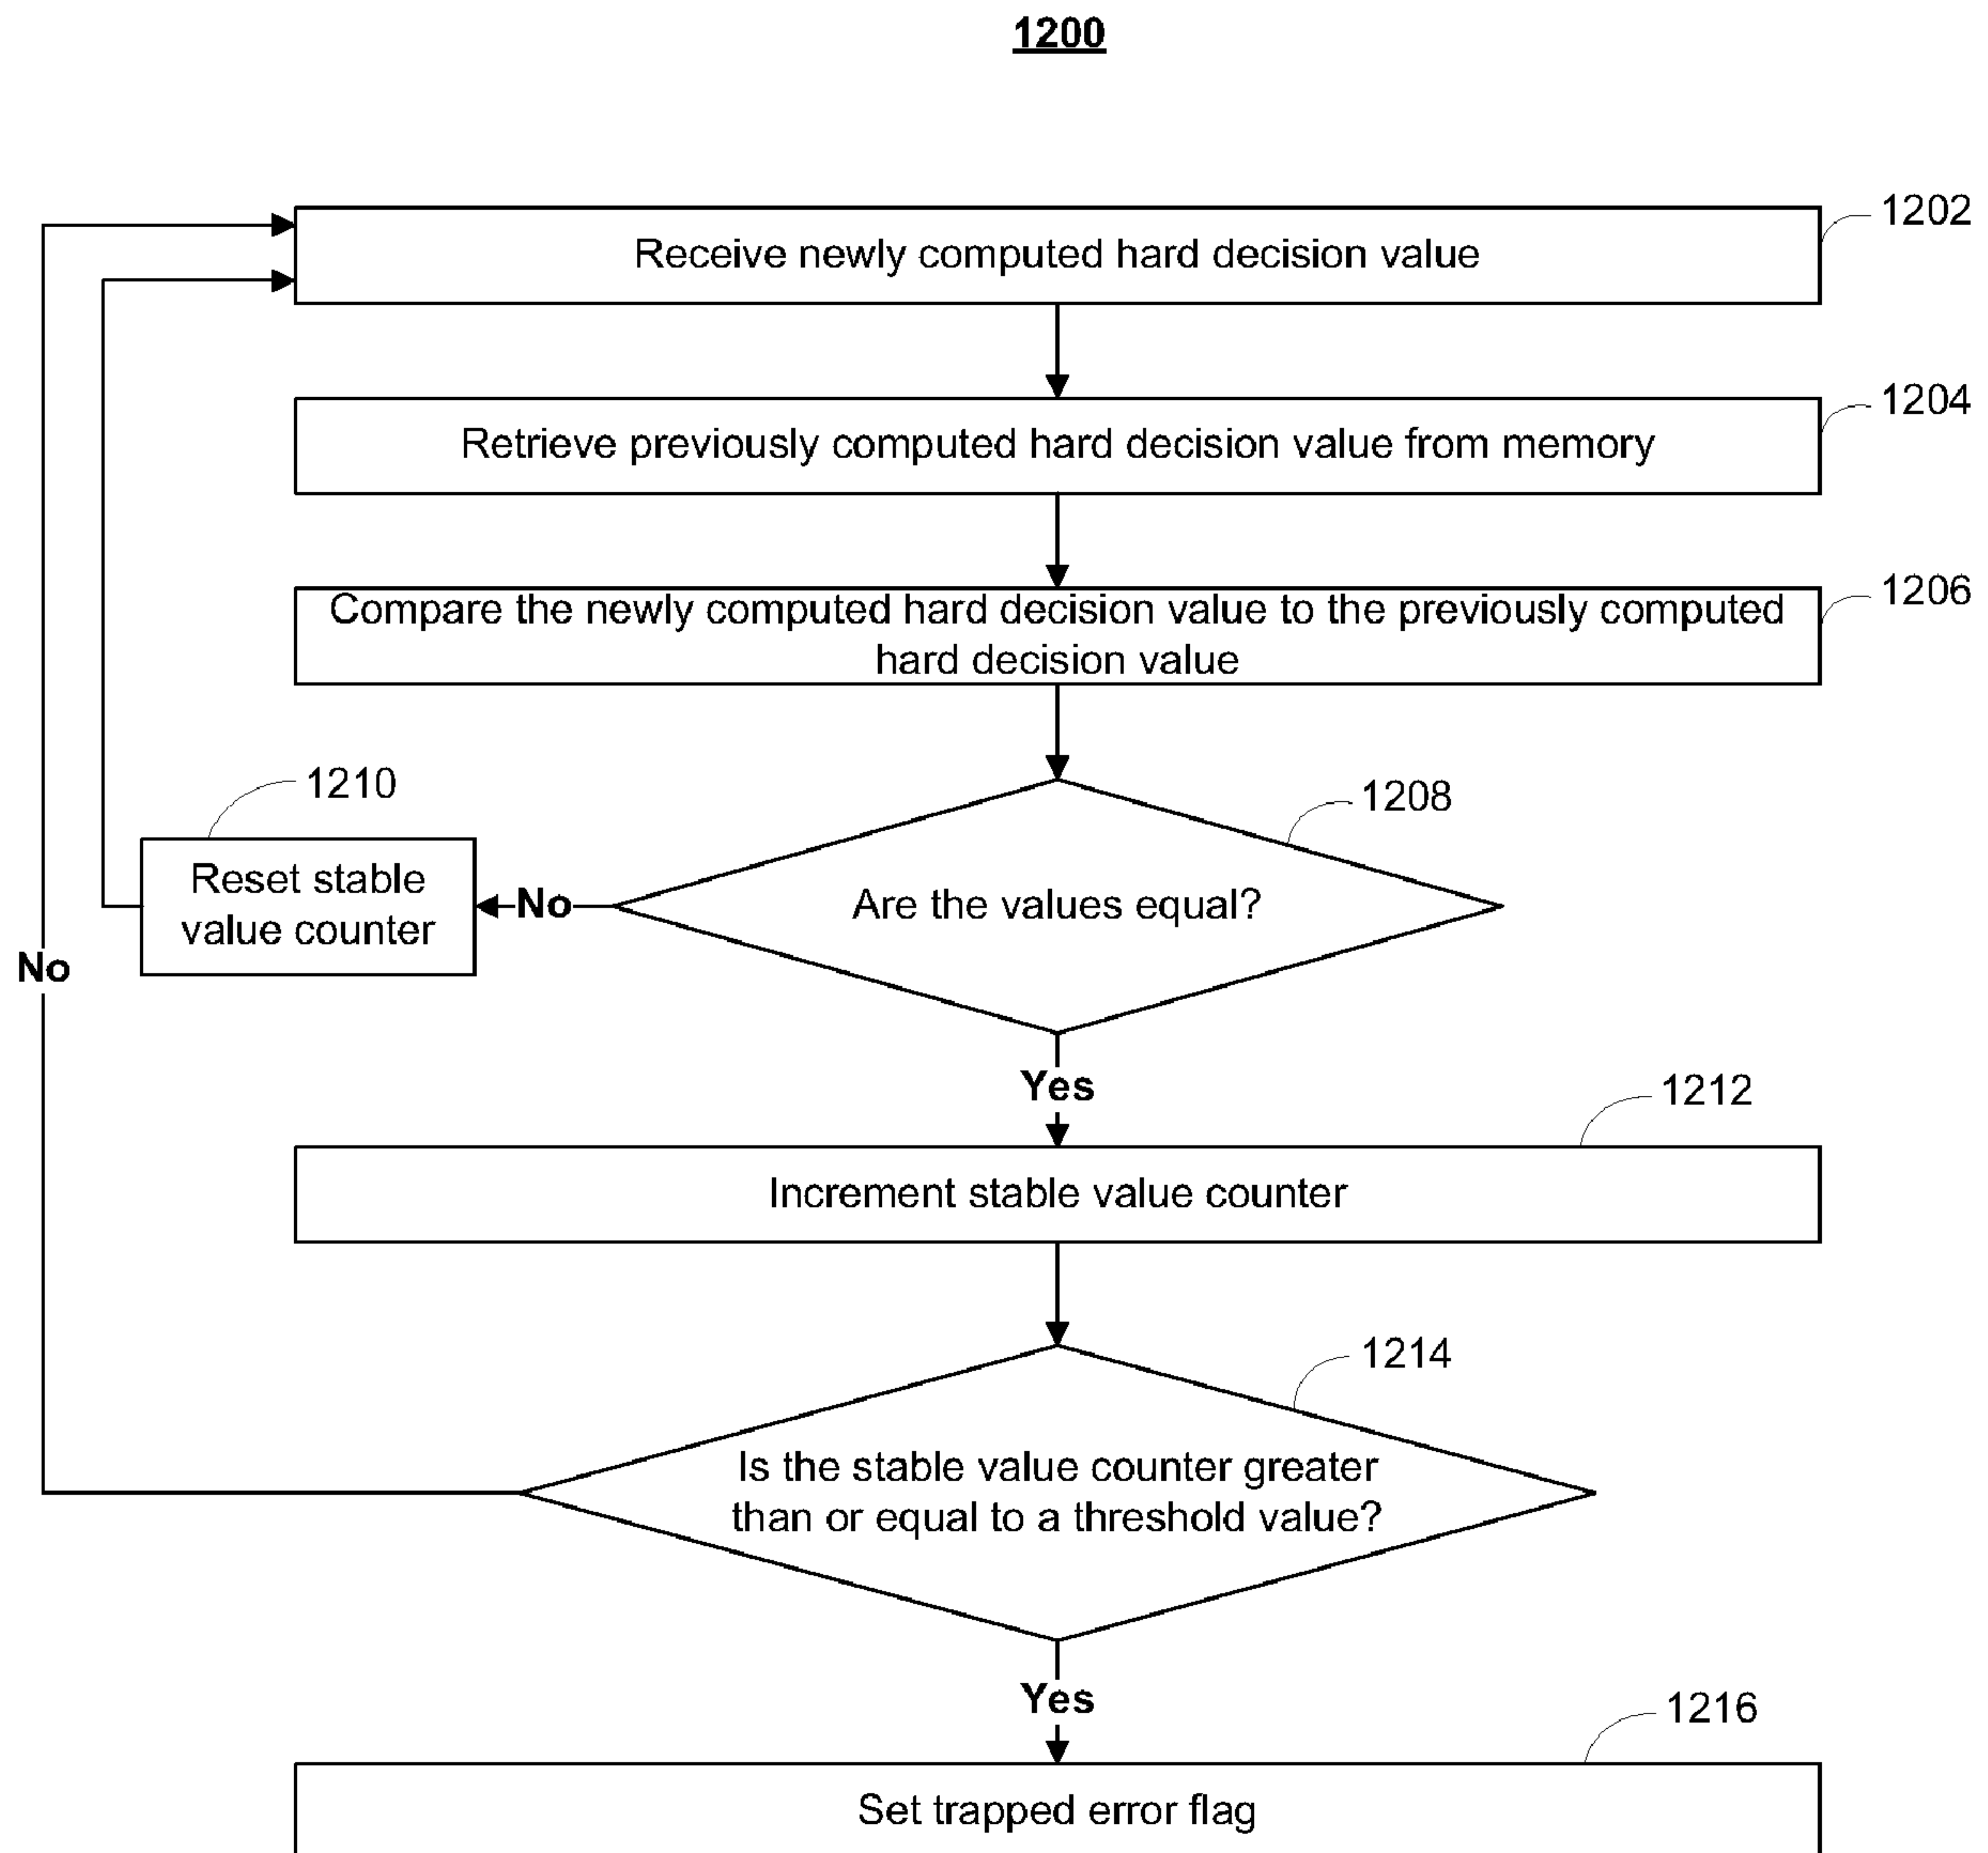 1200
1202
Receive newly computed hard decision value
1204
Retrieve previously computed hard decision value from memory
1206
Compare the newly computed hard decision value to the previously computed
hard decision value
1210
1208
Reset stable
value counter
No
Are the values equal?
No
Yes
1212
Increment stable value counter
1214
Is the stable value counter greater
than or equal to a threshold value?
Yes
1216
Set trapped error flag